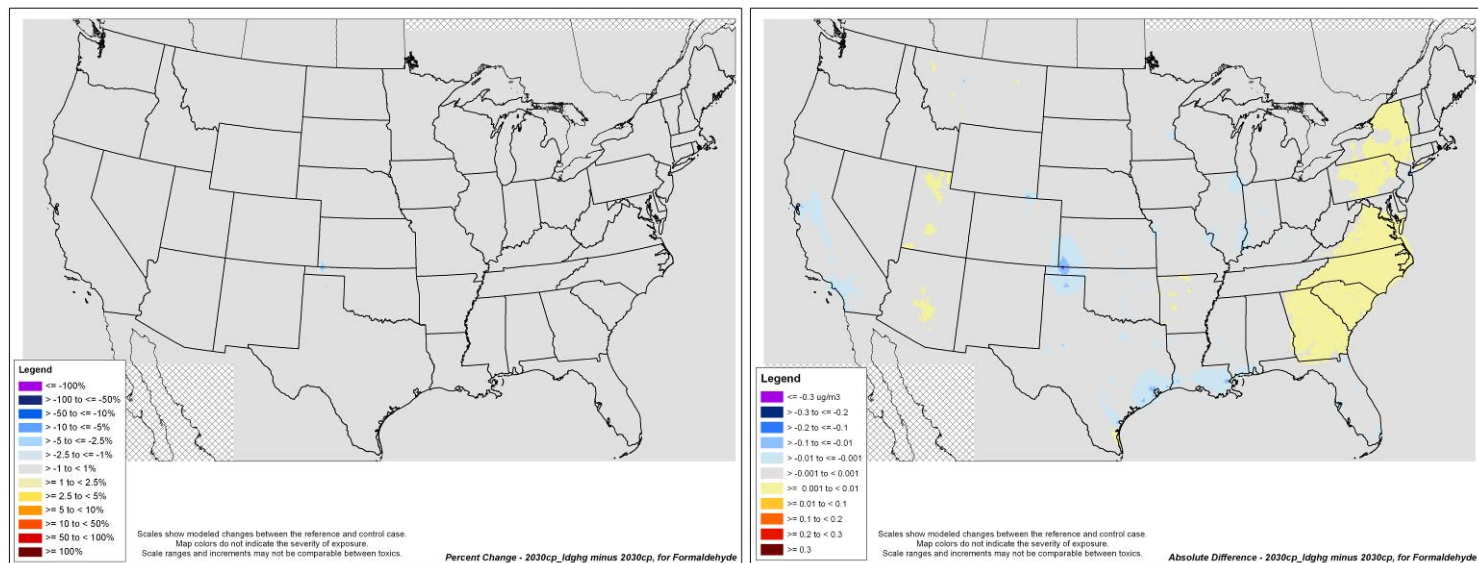 Legend
<= -100%
> -100 to <= -50%
> -50 to <= -10%
> -10 to <= -5%
> -5 to <= -2.5%
> -2.5 to <= -1%
> -1 to < 1%
>= 1 to < 2.5%
>= 2.5 to < 5%
>= 5 to < 10%
>= 10 to < 50%
>= 50 to < 100%
>= 100%
Scales show modeled changes between the reference and control case.
Map colors do not indicate the severity of exposure.
Scale ranges and increments may not be comparable between toxics.
Percent Change - 2030cp_ldghg minus 2030cp, for Formaldehyde
Legend
<= -0.3 ug/m3
> -0.3 to <= -0.2
> -0.2 to <= -0.1
> -0.1 to <= -0.01
> -0.01 to <= -0.001
> -0.001 to < 0.001
>= 0.001 to < 0.01
>= 0.01 to < 0.1
>= 0.1 to < 0.2
>= 0.2 to < 0.3
>= 0.3
Scales show modeled changes between the reference and control case.
Map colors do not indicate the severity of exposure.
Scale ranges and increments may not be comparable between toxics.
Absolute Difference - 2030cp_ldghg minus 2030cp, for Formaldehyde